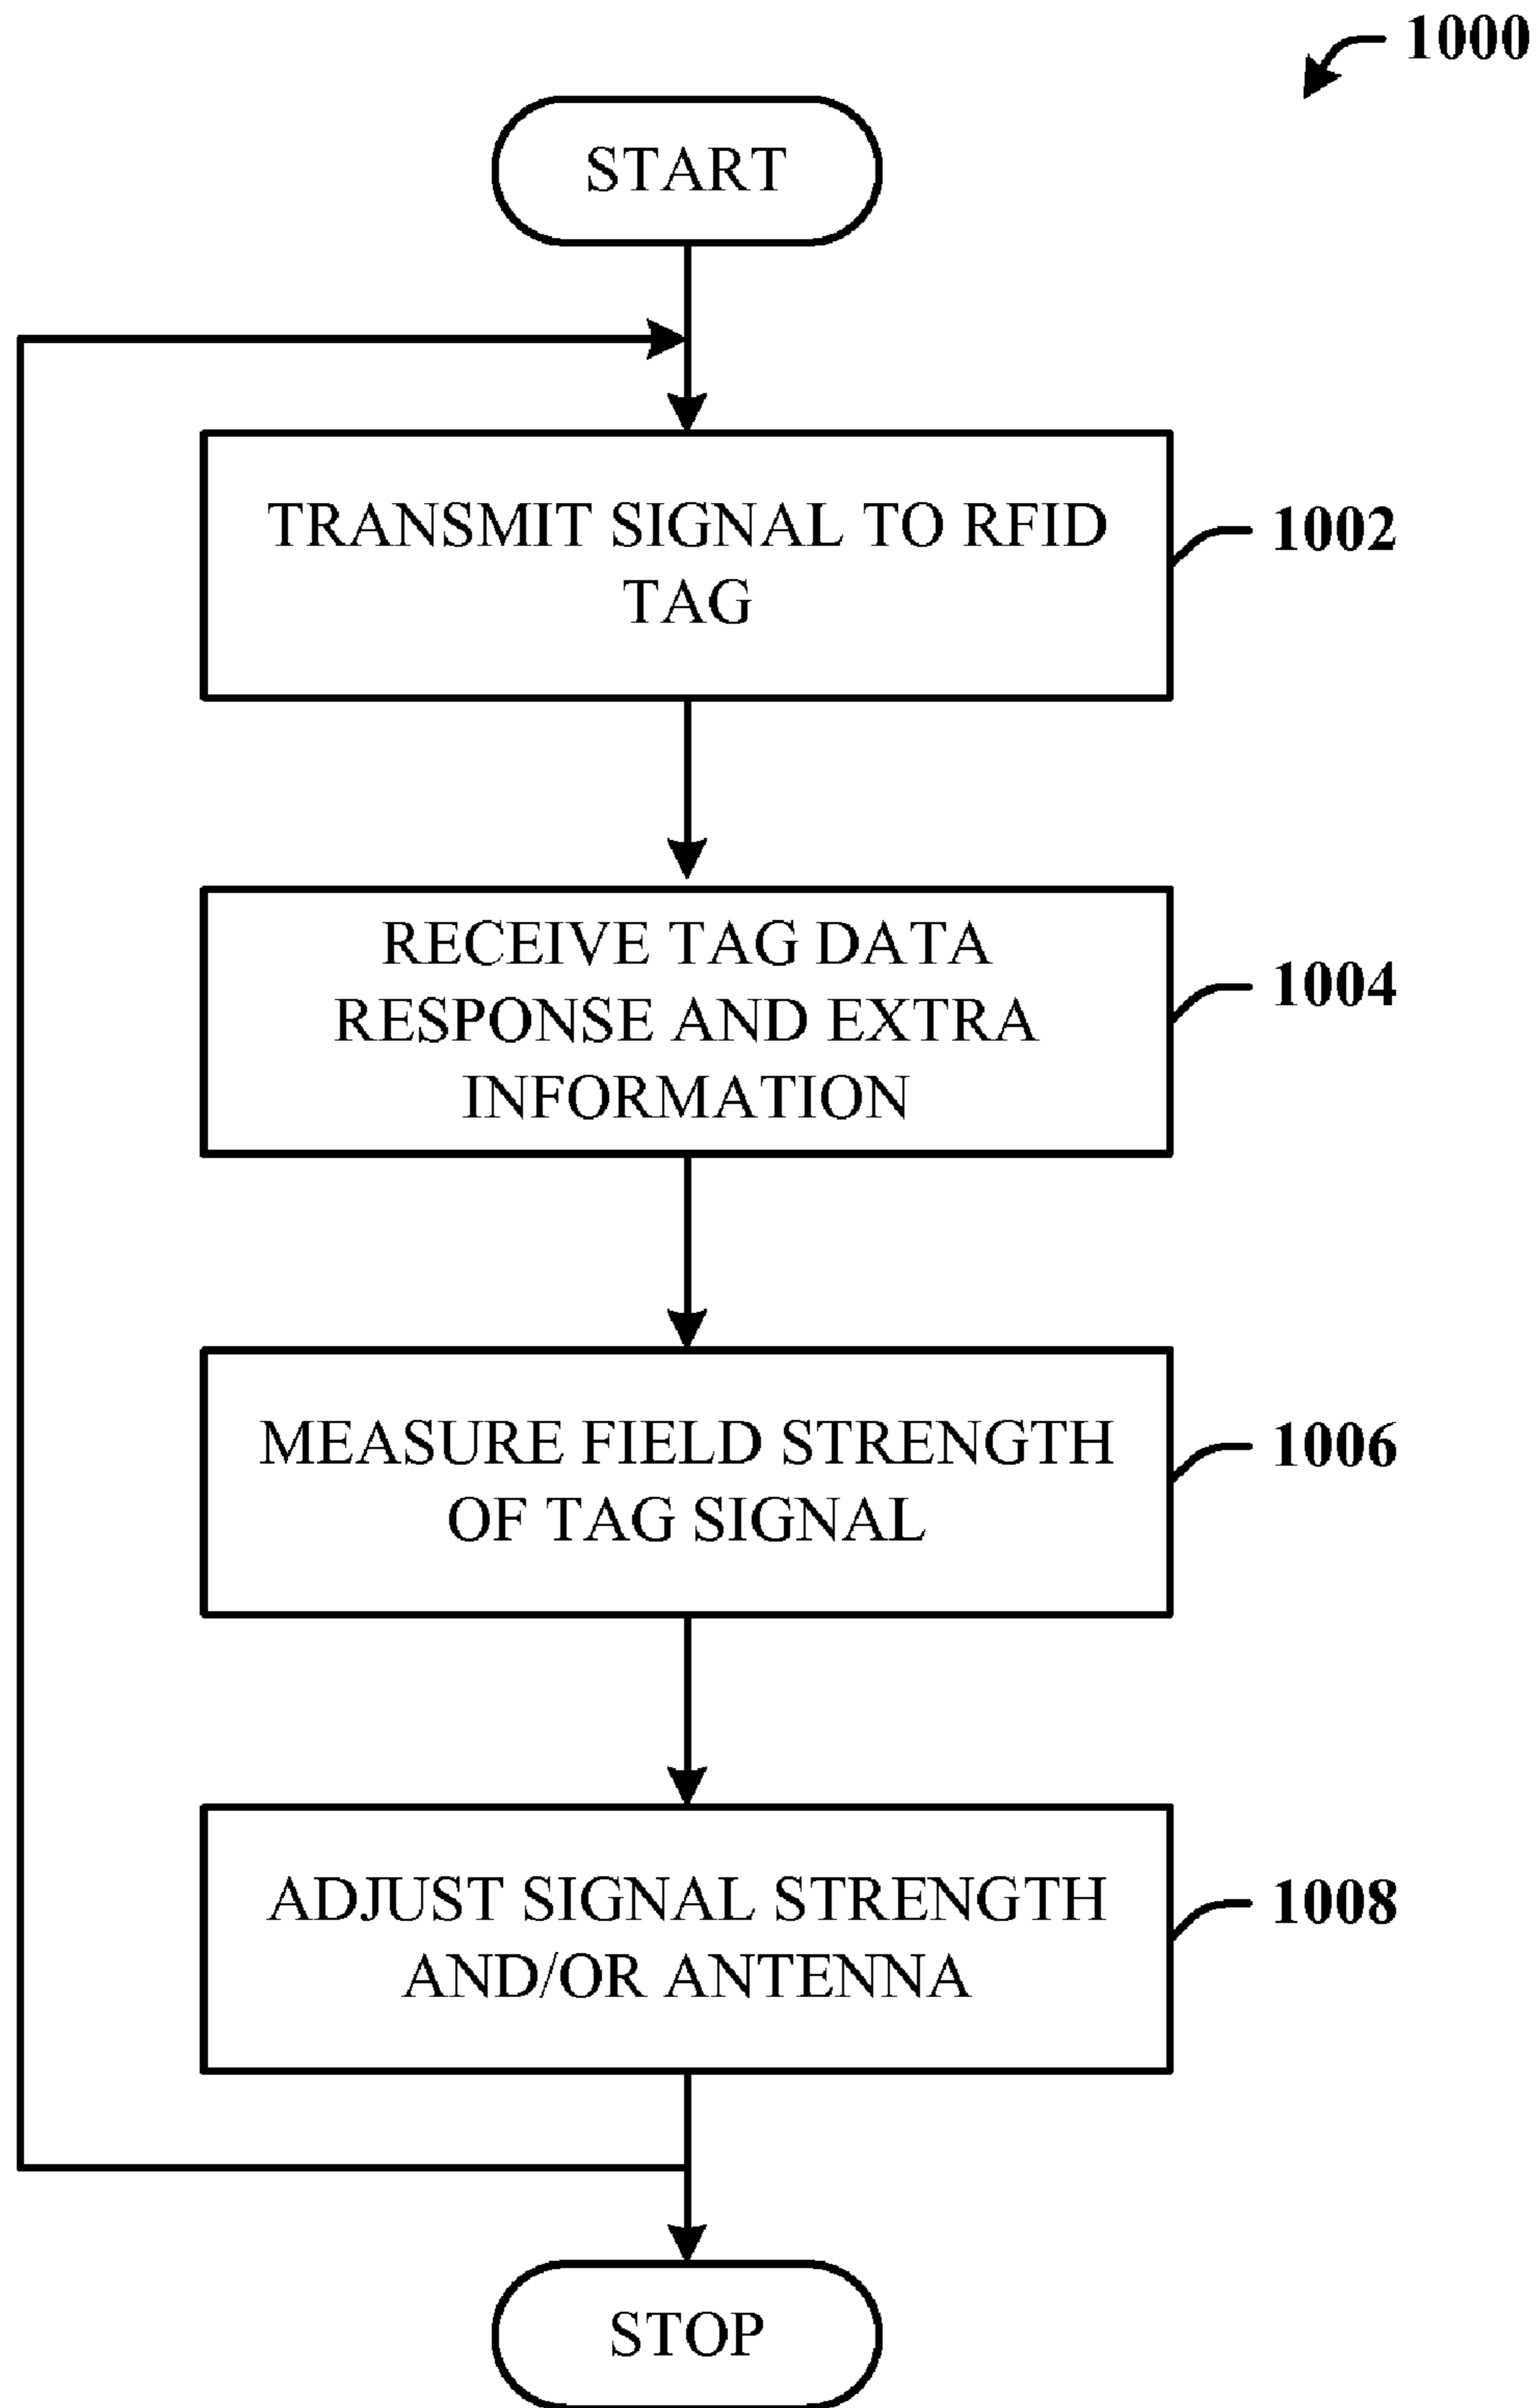 1000
START
TRANSMIT SIGNAL TO RFID
TAG
1002
RECEIVE TAG DATA
RESPONSE AND EXTRA
INFORMATION
1004
MEASURE FIELD STRENGTH
OF TAG SIGNAL
1006
ADJUST SIGNAL STRENGTH
AND/OR ANTENNA
1008
STOP